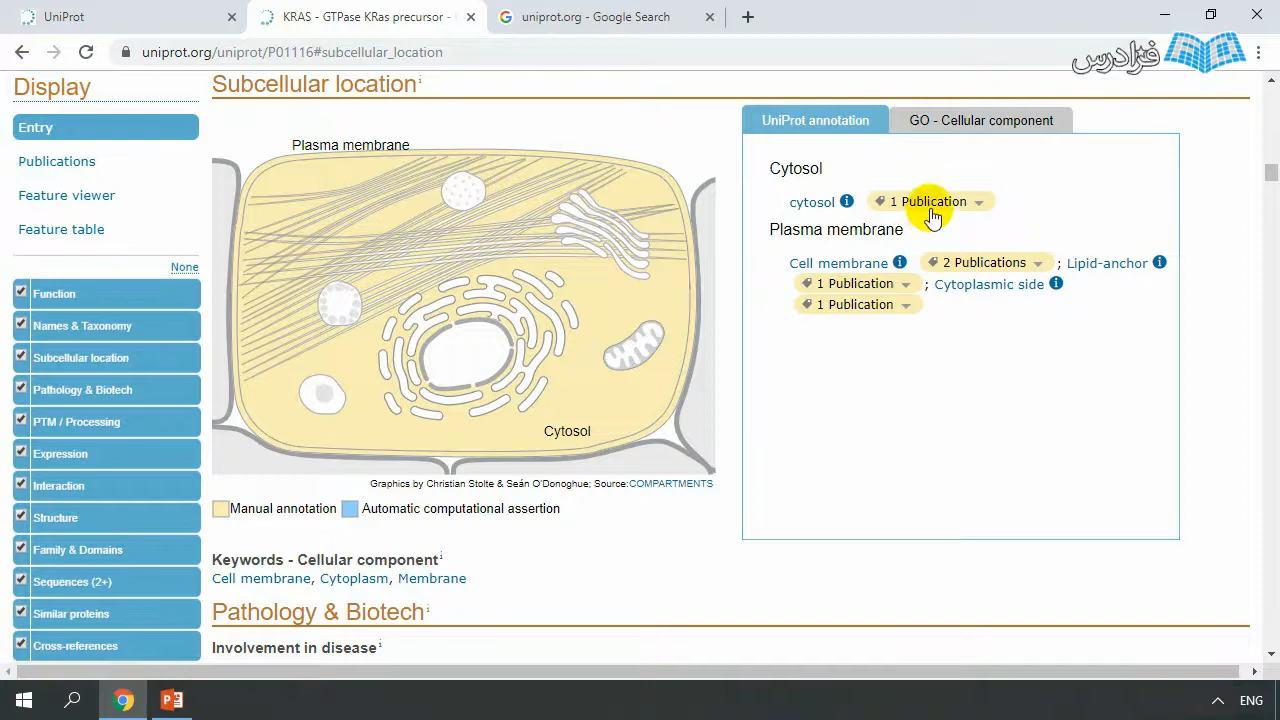 UniProt
KRAS - GTPase KRas precursor -
uniprot.org - Google Search
uniprot.org/uniprot/P01116#subcellular_location
فرادرس
Display
Entry
Publications
Feature viewer
Feature table
None
Function
Names & Taxonomy
Subcellular location
Pathology & Biotech
PTM / Processing
Expression
Interaction
Structure
Family & Domains
Sequences (2+)
Similar proteins
Cross-references
Subcellular location i
Plasma membrane
Cytosol
Graphics by Christian Stolte & Seán O'Donoghue; Source:COMPARTMENTS
Manual annotation Automatic computational assertion
UniProt annotation GO - Cellular component
Cytosol
cytosol i 1 Publication
Plasma membrane
Cell membrane i 2 Publications ; Lipid-anchor i
1 Publication ; Cytoplasmic side i
1 Publication
Keywords - Cellular component i
Cell membrane, Cytoplasm, Membrane
Pathology & Biotech i
Involvement in disease i
ENG